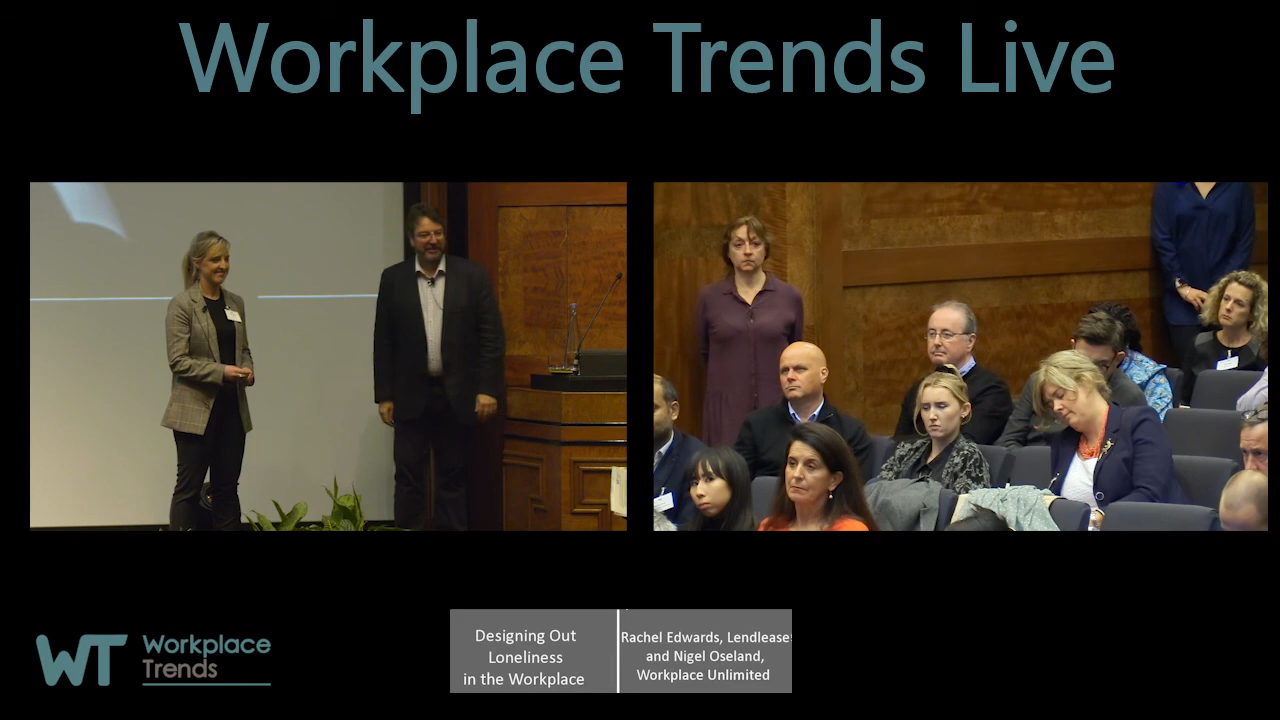 Workplace Trends Live
WT Workplace
Trends
Designing Out
Loneliness
in the Workplace
Rachel Edwards, Lendlease
and Nigel Oseland,
Workplace Unlimited